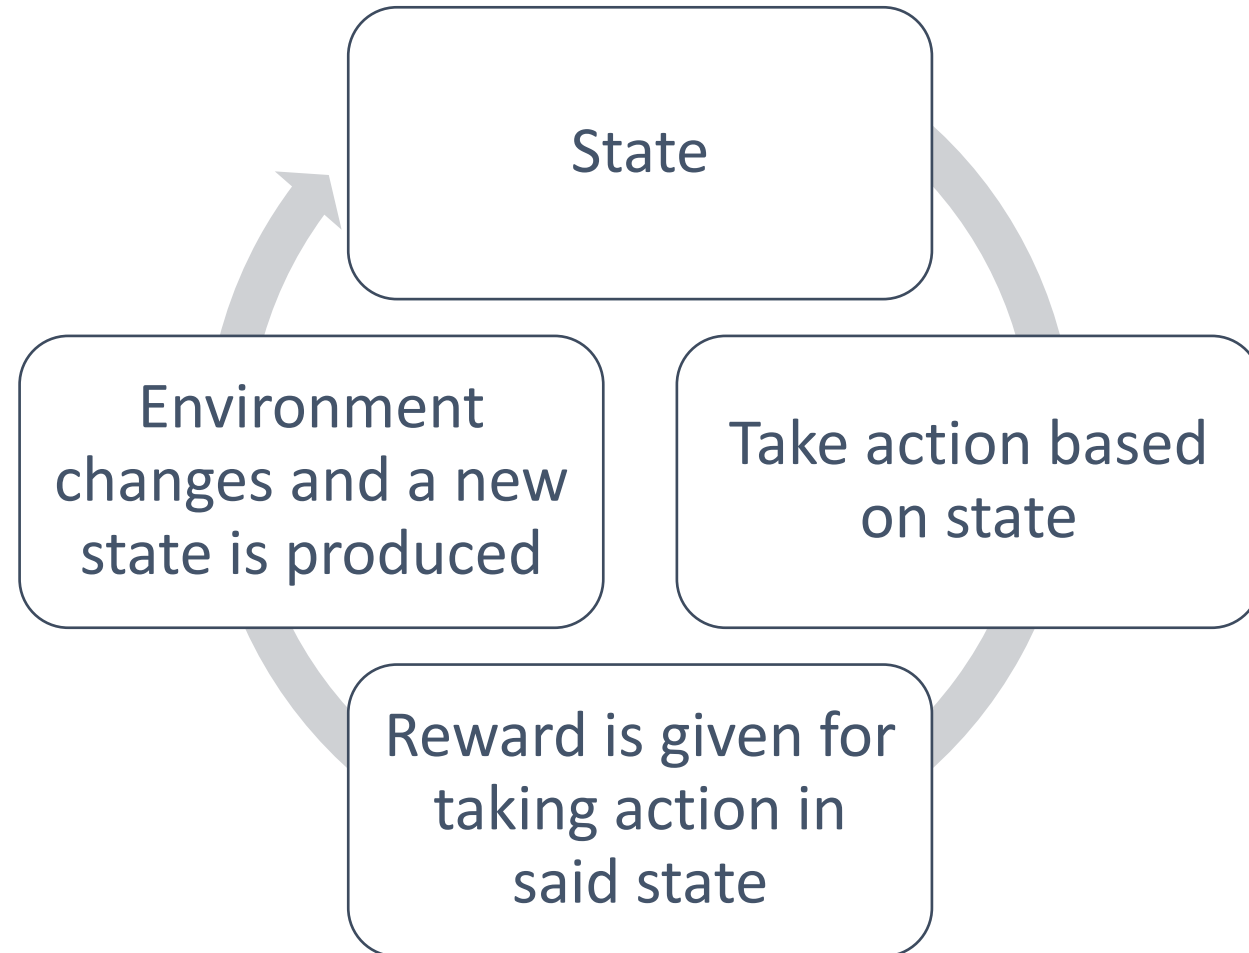 State
Take action based
on state
Reward is given for
taking action in
said state
Environment
changes and a new
state is produced